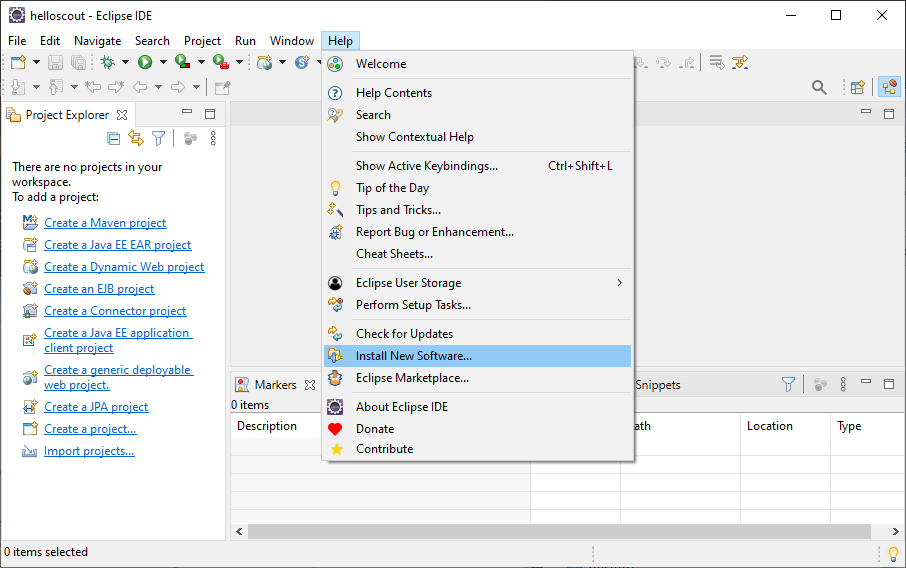 helloscout - Eclipse IDE
File Edit Navigate Search Project Run Window Help
Project Explorer
There are no projects in your
workspace.
To add a project:
Create a Maven project
Create a Java EE EAR project
Create a Dynamic Web project
Create an EJB project
Create a Connector project
Create a Java EE application
client project
Create a generic deployable
web project.
Create a JPA project
Create a project...
Import projects...
Welcome
Help Contents
Search
Show Contextual Help
Show Active Keybindings... Ctrl+Shift+L
Tip of the Day
Tips and Tricks...
Report Bug or Enhancement...
Cheat Sheets...
Eclipse User Storage
Perform Setup Tasks...
Check for Updates
Install New Software...
Eclipse Marketplace...
About Eclipse IDE
Donate
Contribute
Markers Snippets
0 items
Description ath Location Type
0 items selected